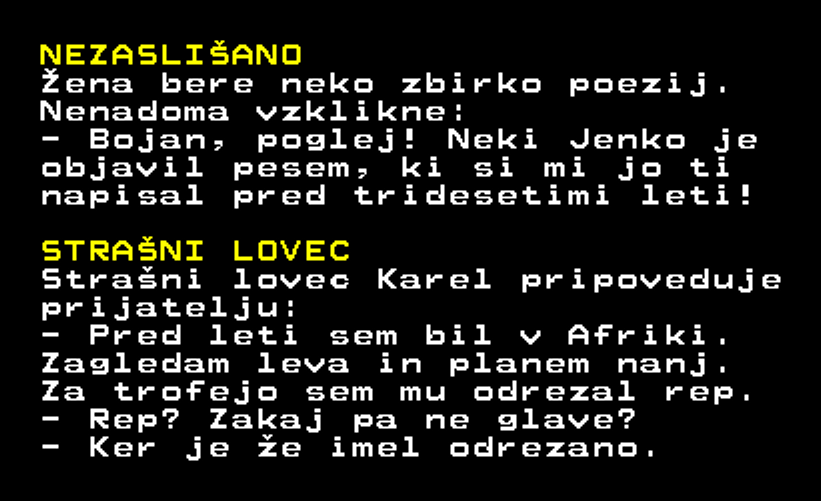 NEZASLIŠANO
Žena bere neko zbirko poezij.
Nenadoma vzklikne:
- Bojan, poglej! Neki Jenko je
objavil pesem, ki si mi jo ti
napisal pred tridesetimi leti!
STRAŠNI LOVEC
Strašni lovec Karel pripoveduje
prijatelju:
- Pred leti sem bil v Afriki.
Zagledam leva in planem nanj.
Za trofejo sem mu odrezal rep.
- Rep? Zakaj pa ne glave?
- Ker je že imel odrezano.